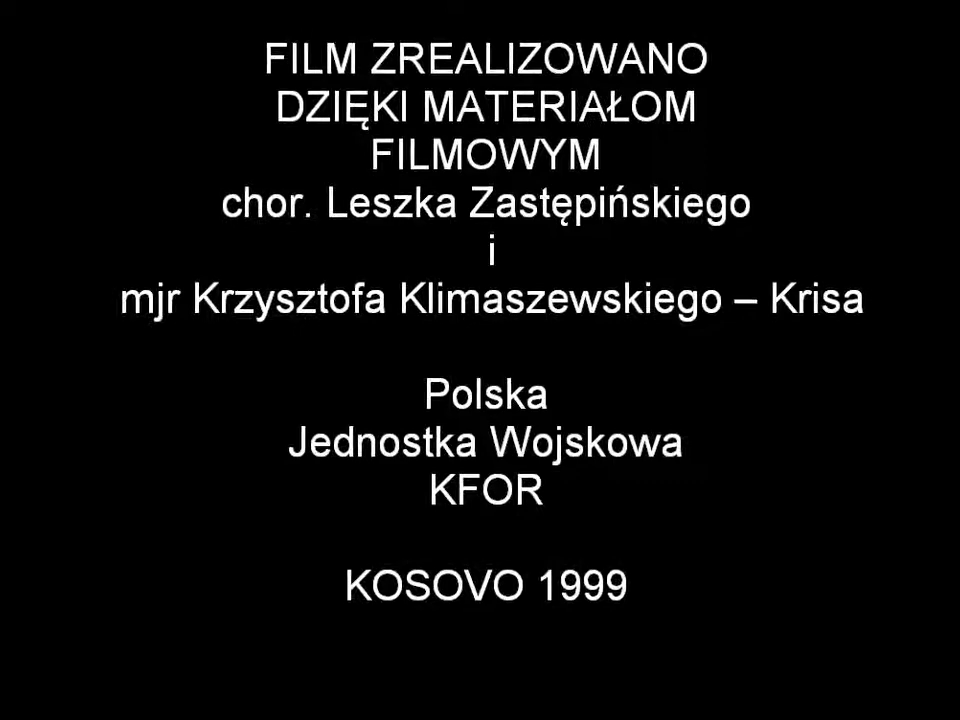 FILM ZREALIZOWANO
DZIĘKI MATERIAŁOM
FILMOWYM
chor. Leszka Zastępińskiego
i
mjr Krzysztofa Klimaszewskiego – Krisa
Polska
Jednostka Wojskowa
KFOR
KOSOVO 1999